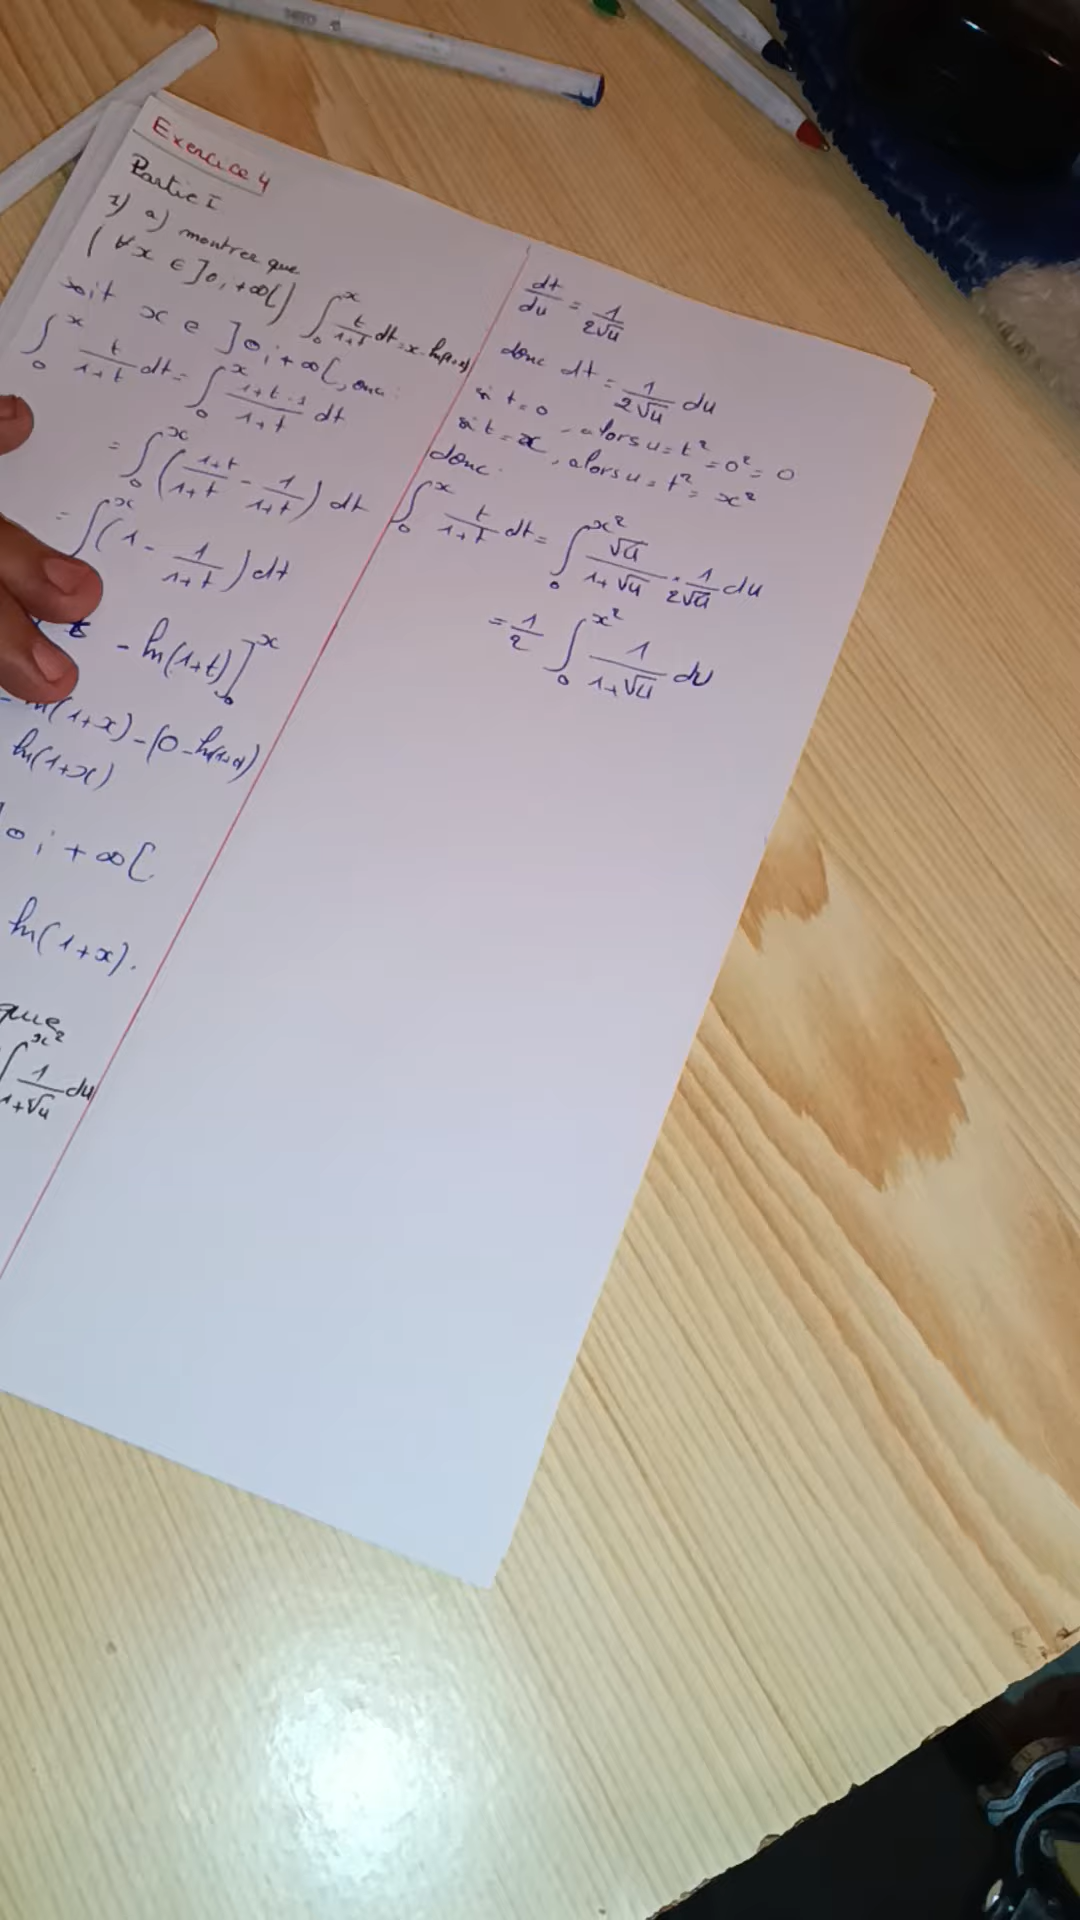 Exercice 4
Partie I
1) a) montrer que
(∀x ∈ ]0;+∞[) ∫₀ˣ t/(1+t) dt = x - ln(1+x)
soit x ∈ ]0;+∞[, on a :
∫₀ˣ t/(1+t) dt = ∫₀ˣ (1+t-1)/(1+t) dt
= ∫₀ˣ ((1+t)/(1+t) - 1/(1+t)) dt
= ∫₀ˣ (1 - 1/(1+t)) dt
t - ln(1+t)]₀ˣ
- ln(1+x) - (0 - ln(1+0))
ln(1+x)
]0;+∞[.
ln(1+x).
que
∫ˣ² 1/(1+√u) du
dt/du = 1/(2√u)
donc dt = 1/(2√u) du
si t=0, alors u = t² = 0² = 0
si t=x, alors u = t² = x²
donc
∫₀ˣ t/(1+t) dt = ∫₀ˣ² √u/(1+√u) × 1/(2√u) du
= 1/2 ∫₀ˣ² 1/(1+√u) du